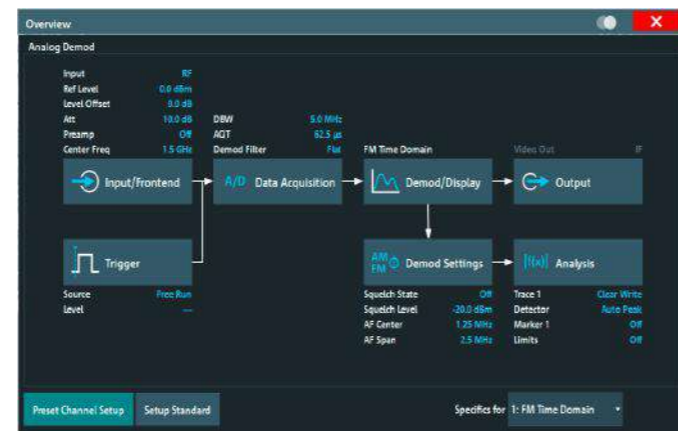 Overview
Analog Demod
Input RF
Ref Level 0.0 dBm
Level Offset 0.0 dB
Att 10.0 dB
Preamp Off
Center Freq 1.5 GHz
DBW 5.0 MHz
AQT 62.5 µs
Demod Filter Flat
FM Time Domain
Video Out IF
Input/Frontend
A/D Data Acquisition
Demod/Display
Output
Trigger
AM FM Demod Settings
|f(x)| Analysis
Source Free Run
Level ---
Squelch State Off
Squelch Level -20.0 dBm
AF Center 1.25 MHz
AF Span 2.5 MHz
Trace 1 Clear Write
Detector Auto Peak
Marker 1 Off
Limits Off
Preset Channel Setup
Setup Standard
Specifics for 1: FM Time Domain